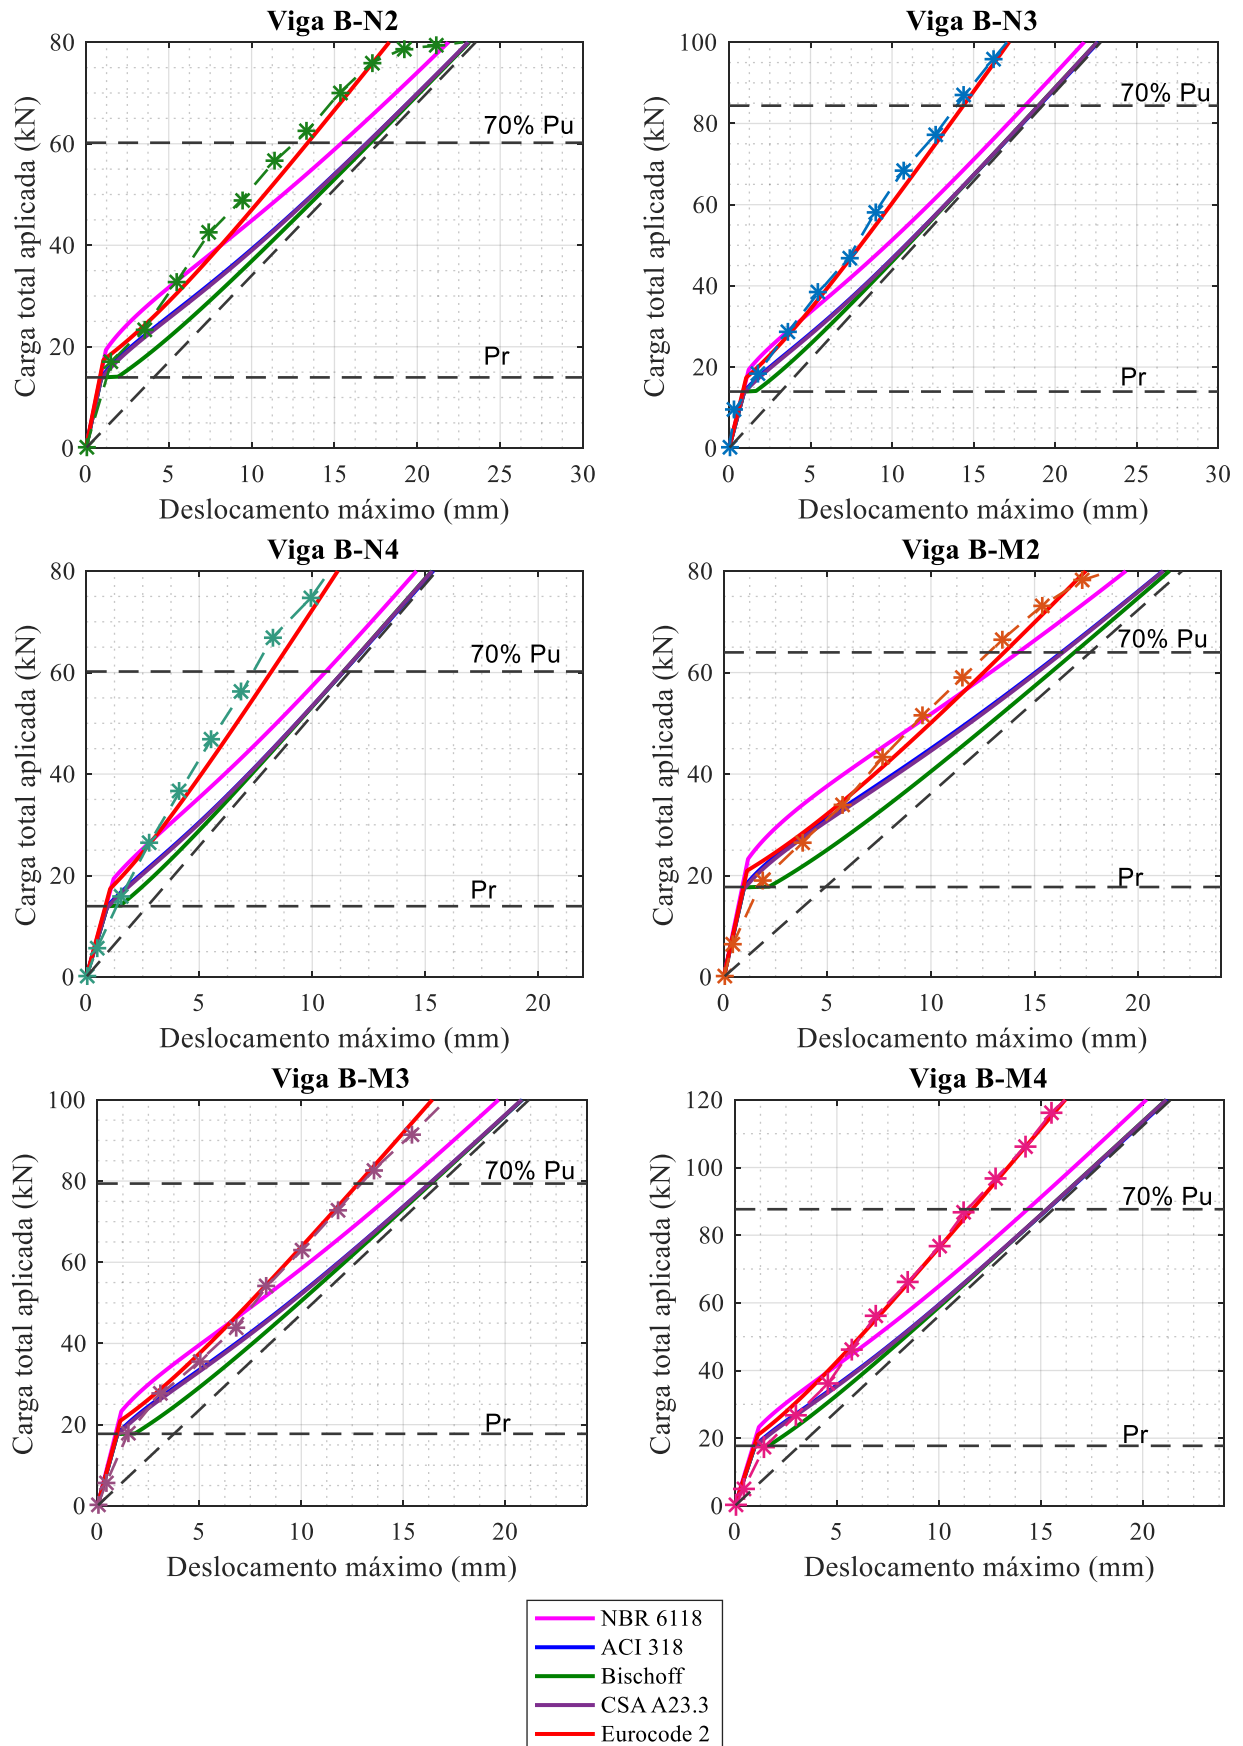 Viga B-N2
80
60
40
20
0
Carga total aplicada (kN)
70% Pu
Pr
0 5 10 15 20 25 30
Deslocamento máximo (mm)
Viga B-N3
100
80
60
40
20
0
Carga total aplicada (kN)
70% Pu
Pr
0 5 10 15 20 25 30
Deslocamento máximo (mm)
Viga B-N4
80
60
40
20
0
Carga total aplicada (kN)
70% Pu
Pr
0 5 10 15 20
Deslocamento máximo (mm)
Viga B-M2
80
60
40
20
0
Carga total aplicada (kN)
70% Pu
Pr
0 5 10 15 20
Deslocamento máximo (mm)
Viga B-M3
100
80
60
40
20
0
Carga total aplicada (kN)
70% Pu
Pr
0 5 10 15 20
Deslocamento máximo (mm)
Viga B-M4
120
100
80
60
40
20
0
Carga total aplicada (kN)
70% Pu
Pr
0 5 10 15 20
Deslocamento máximo (mm)
NBR 6118
ACI 318
Bischoff
CSA A23.3
Eurocode 2